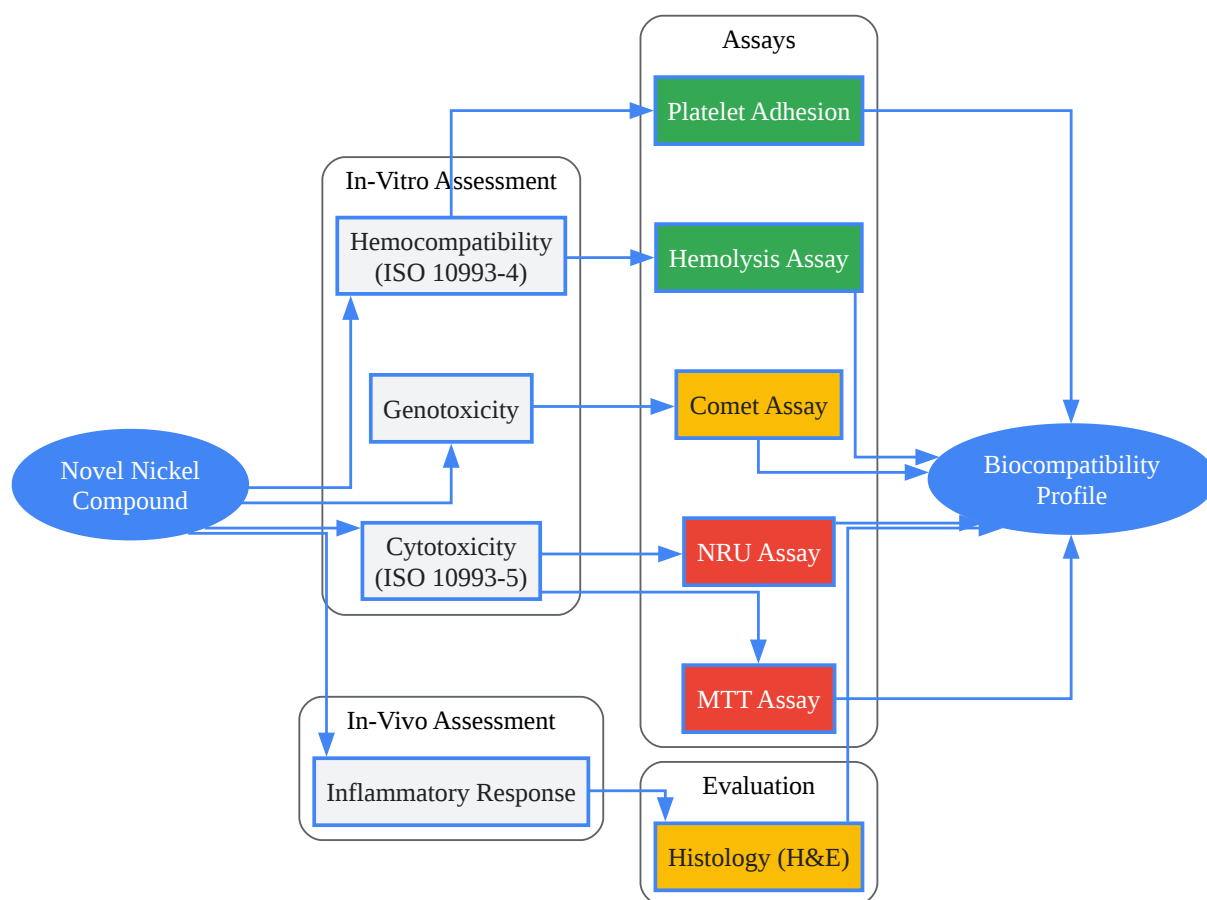 Assays
Platelet Adhesion
In-Vitro Assessment
Hemocompatibility
(ISO 10993-4)
Hemolysis Assay
Genotoxicity
Comet Assay
Novel Nickel
Compound
Biocompatibility
Profile
Cytotoxicity
(ISO 10993-5)
NRU Assay
MTT Assay
In-Vivo Assessment
Inflammatory Response
Evaluation
Histology (H&E)